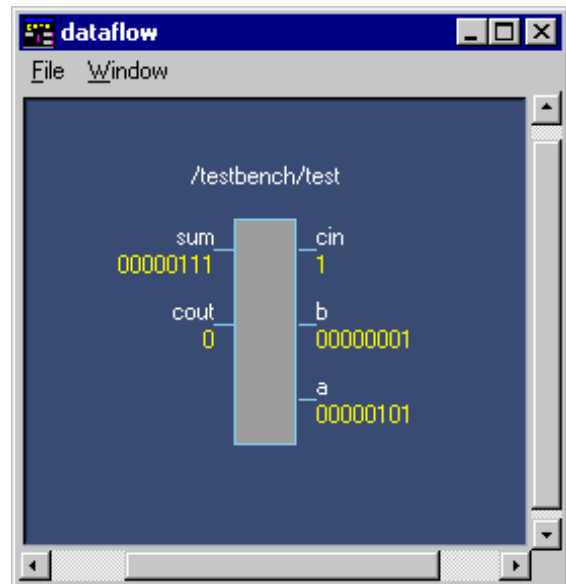 dataflow
File Window
/testbench/test
sum cin
00000111 1
cout b
0 00000001
a
00000101